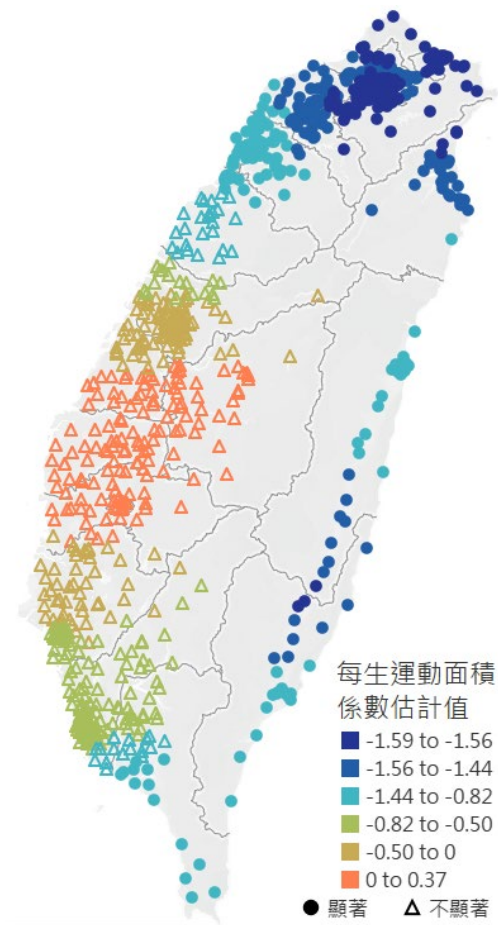 每生運動面積
係數估計值
-1.59 to -1.56
-1.56 to -1.44
-1.44 to -0.82
-0.82 to -0.50
-0.50 to 0
0 to 0.37
顯著 不顯著